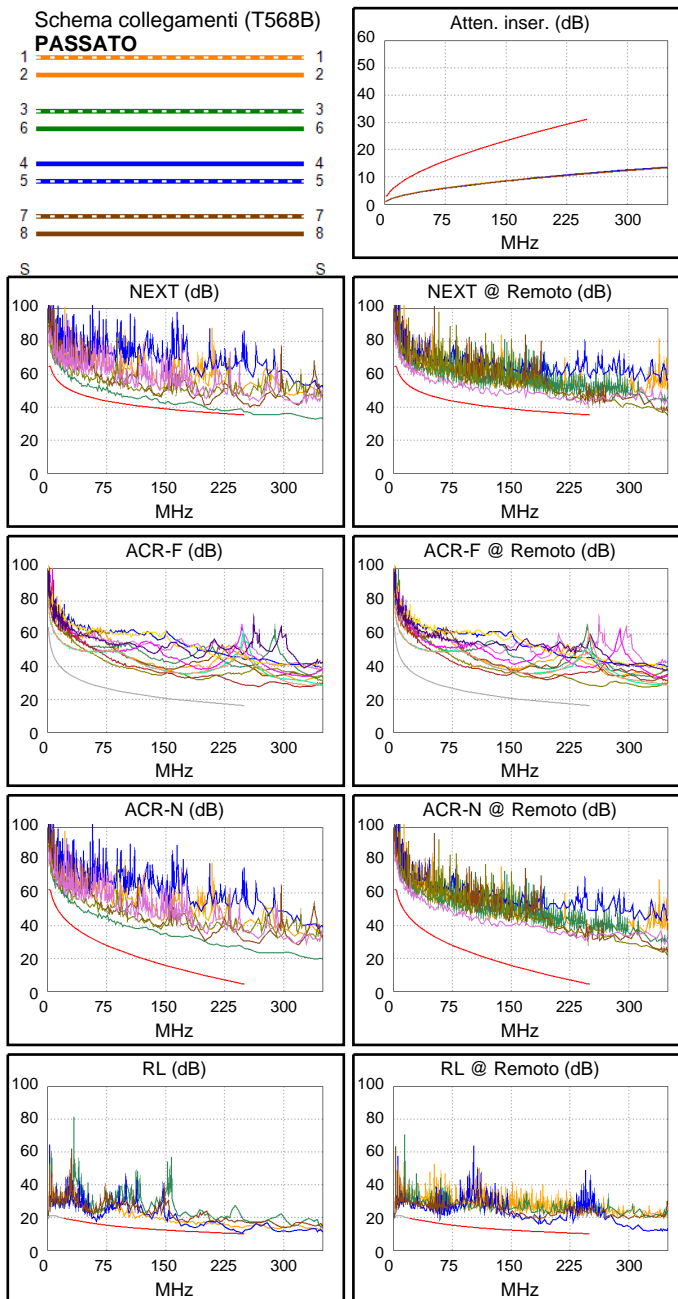 Schema collegamenti (T568B)
PASSATO
1 1
2 2
3 3
6 6
4 4
5 5
7 7
8 8
S S
Atten. inser. (dB)
60
50
40
30
20
10
0
0 75 150 225 300
MHz
NEXT (dB)
100
80
60
40
20
0
0 75 150 225 300
MHz
NEXT @ Remoto (dB)
100
80
60
40
20
0
0 75 150 225 300
MHz
ACR-F (dB)
100
80
60
40
20
0
0 75 150 225 300
MHz
ACR-F @ Remoto (dB)
100
80
60
40
20
0
0 75 150 225 300
MHz
ACR-N (dB)
100
80
60
40
20
0
0 75 150 225 300
MHz
ACR-N @ Remoto (dB)
100
80
60
40
20
0
0 75 150 225 300
MHz
RL (dB)
100
80
60
40
20
0
0 75 150 225 300
MHz
RL @ Remoto (dB)
100
80
60
40
20
0
0 75 150 225 300
MHz